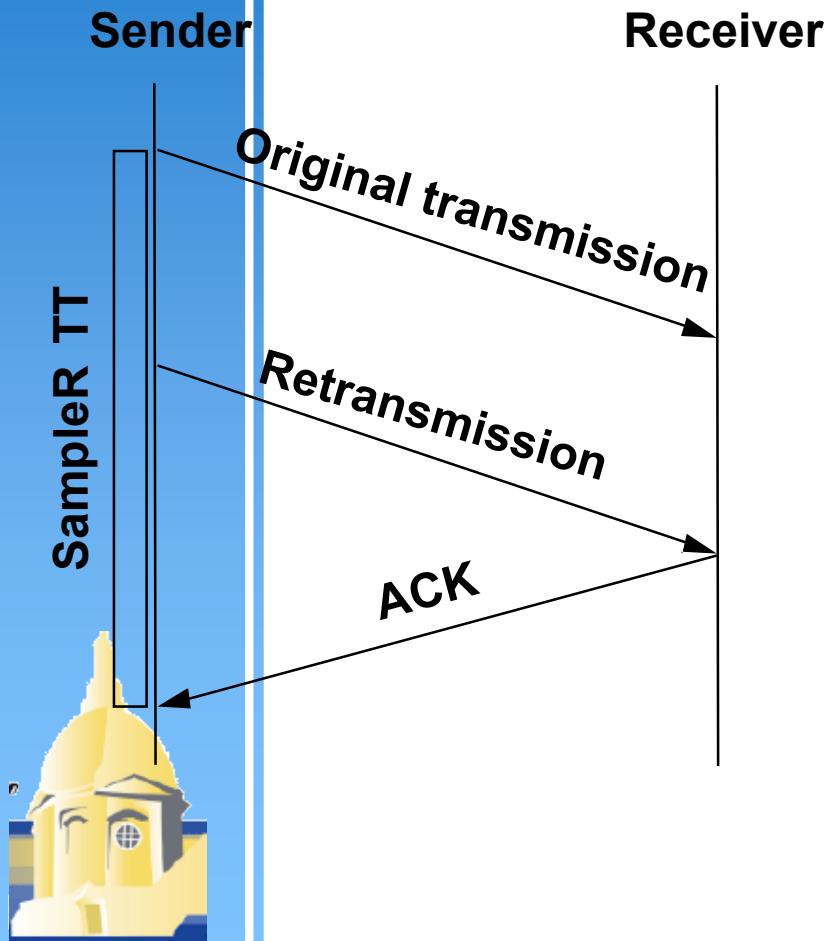 Sender
Receiver
Original transmission
SampleR TT
Retransmission
ACK